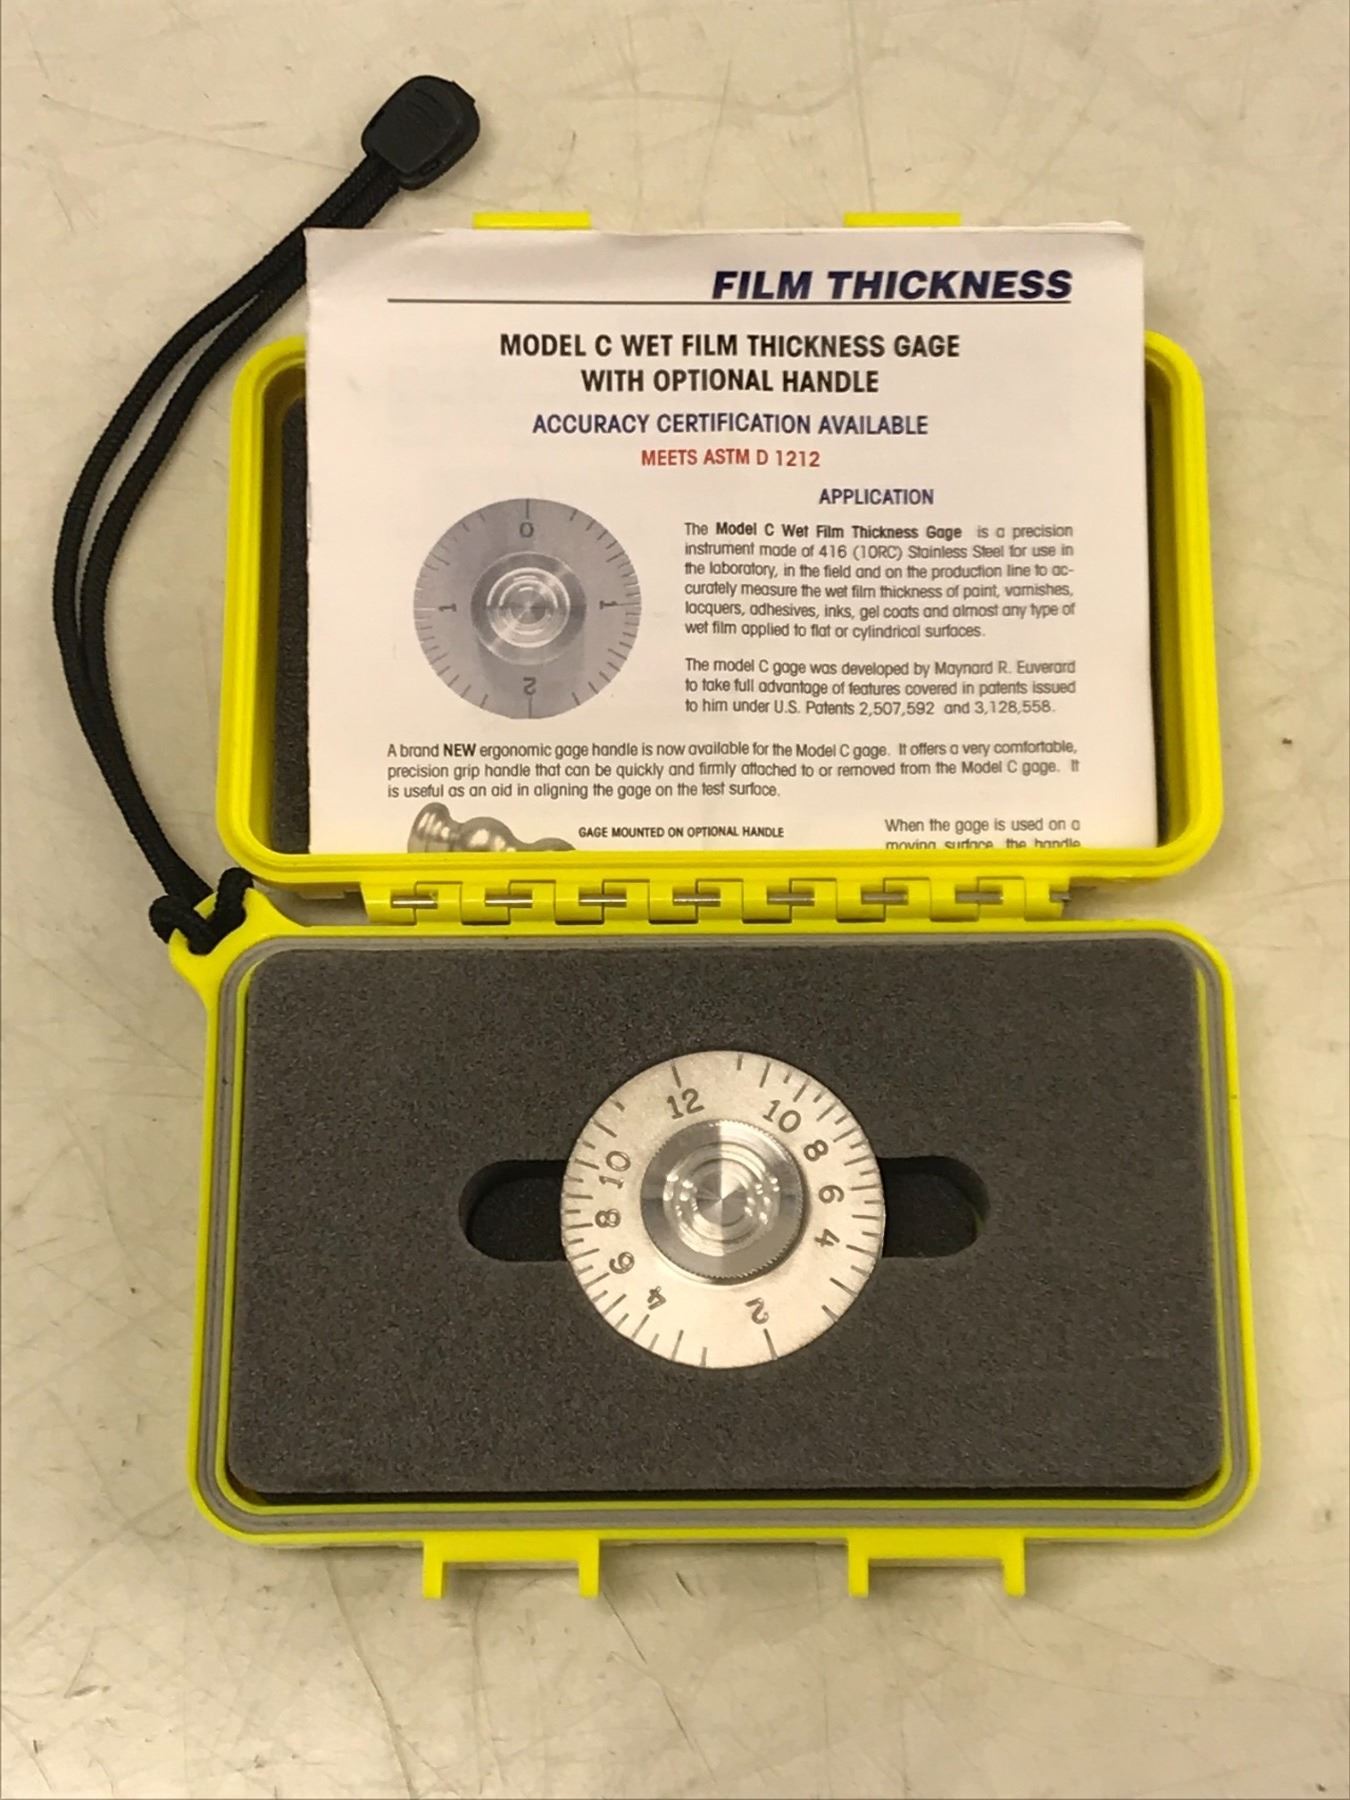 FILM THICKNESS
MODEL C WET FILM THICKNESS GAGE
WITH OPTIONAL HANDLE
ACCURACY CERTIFICATION AVAILABLE
MEETS ASTM D 1212
APPLICATION
The Model C Wet Film Thickness Gage is a precision
instrument made of 416 (10RC) Stainless Steel for use in
the laboratory, in the field and on the production line to ac-
curately measure the wet film thickness of paint, varnishes,
lacquers, adhesives, inks, gel coats and almost any type of
wet film applied to flat or cylindrical surfaces.
The model C gage was developed by Maynard R. Euverard
to take full advantage of features covered in patents issued
to him under U.S. Patents 2,507,592 and 3,128,558.
0
1
1
2
A brand NEW ergonomic gage handle is now available for the Model C gage. It offers a very comfortable,
precision grip handle that can be quickly and firmly attached to or removed from the Model C gage. It
is useful as an aid in aligning the gage on the test surface.
GAGE MOUNTED ON OPTIONAL HANDLE
When the gage is used on a
moving surface, the handle
12
10
8
6
4
2
4
6
8
10